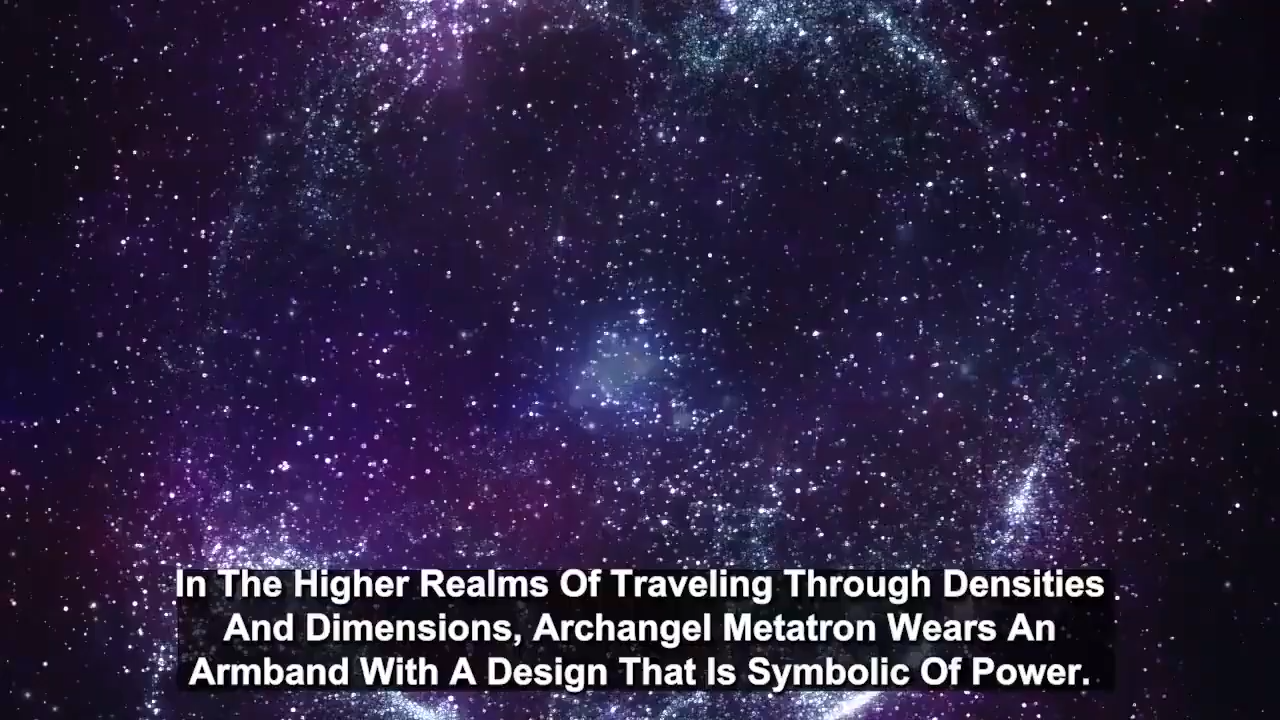 In The Higher Realms Of Traveling Through Densities
And Dimensions, Archangel Metatron Wears An
Armband With A Design That Is Symbolic Of Power.